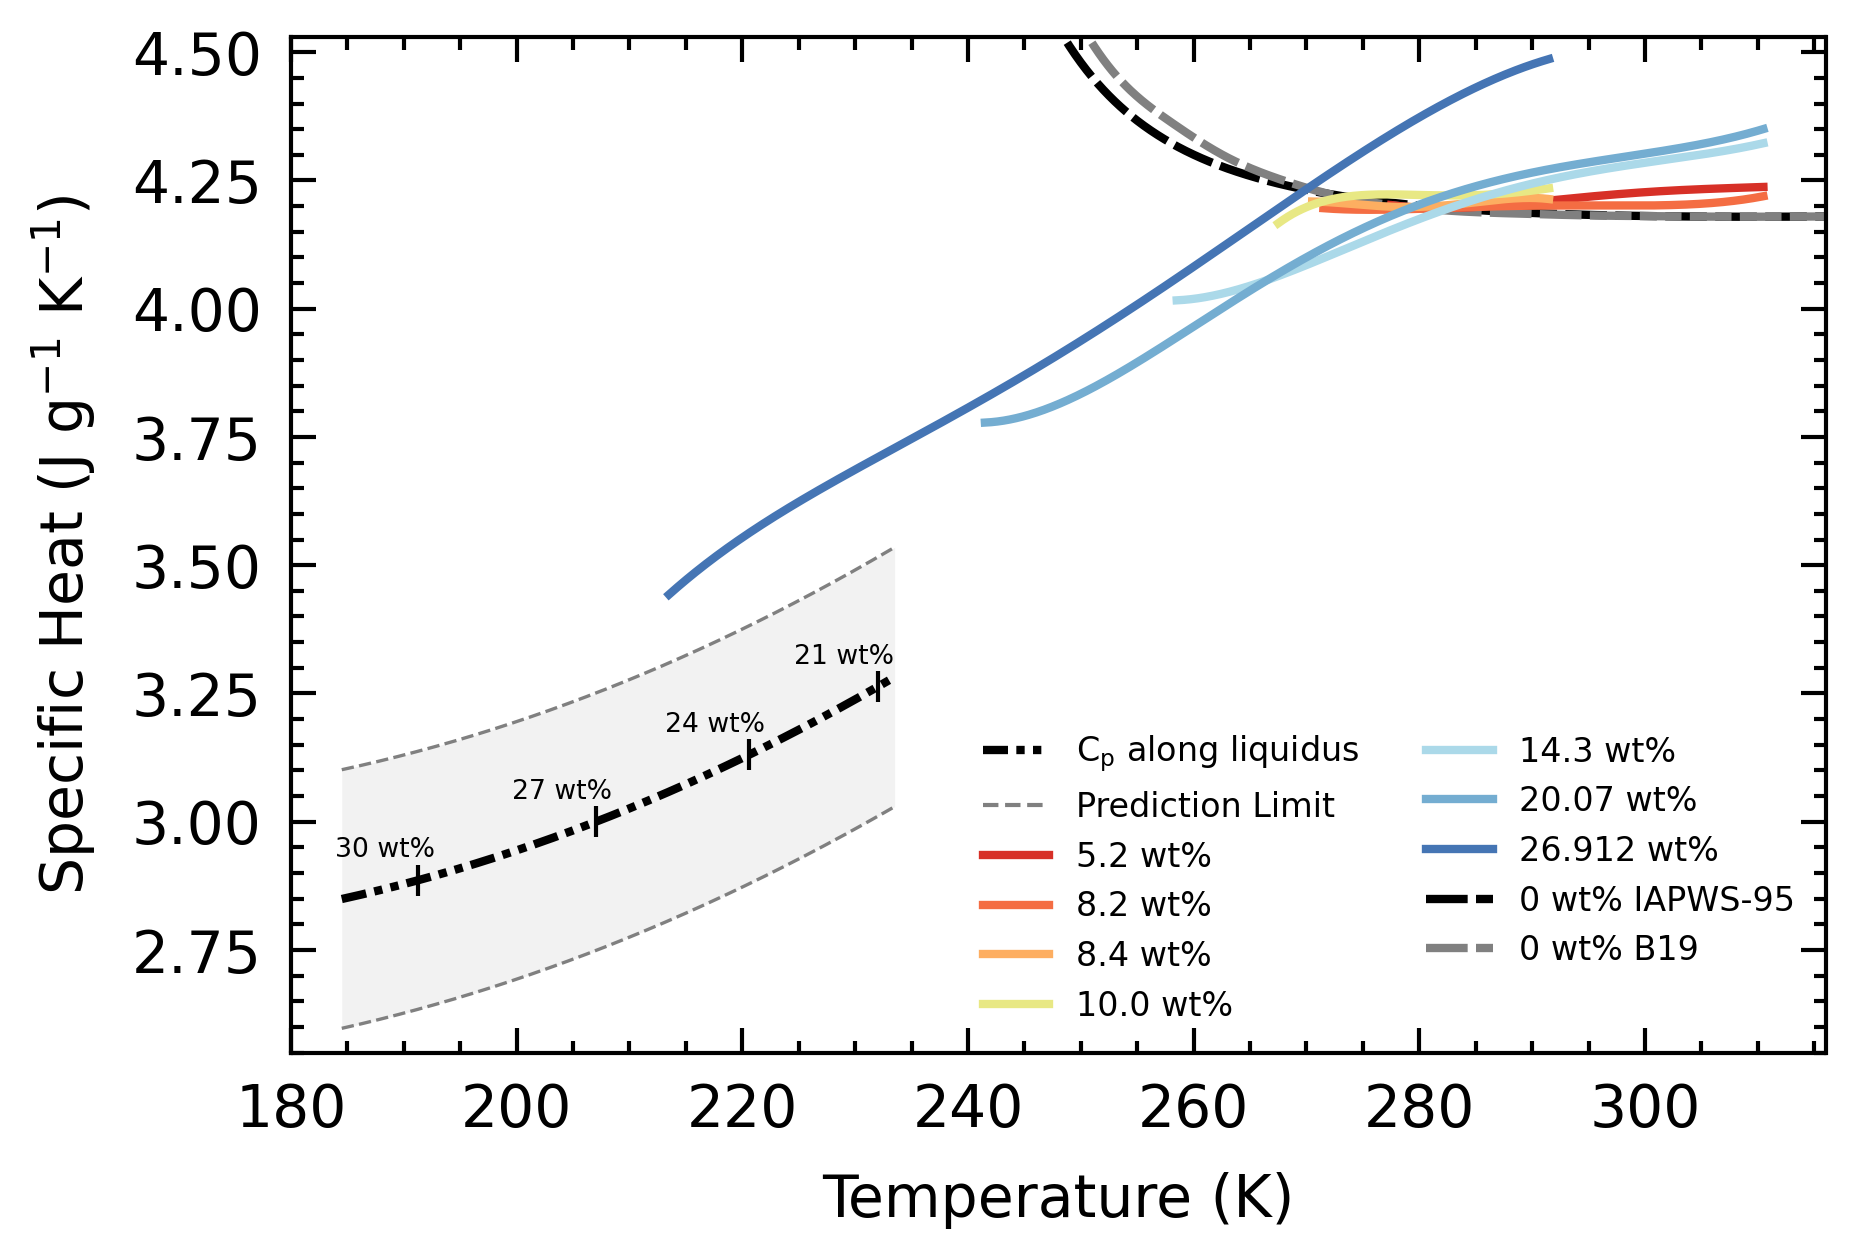 4.50
4.25
4.00
3.75
3.50
3.25
3.00
2.75
Specific Heat (J g⁻¹ K⁻¹)
21 wt%
24 wt%
27 wt%
30 wt%
Cₚ along liquidus
Prediction Limit
5.2 wt%
8.2 wt%
8.4 wt%
10.0 wt%
14.3 wt%
20.07 wt%
26.912 wt%
0 wt% IAPWS-95
0 wt% B19
180 200 220 240 260 280 300
Temperature (K)